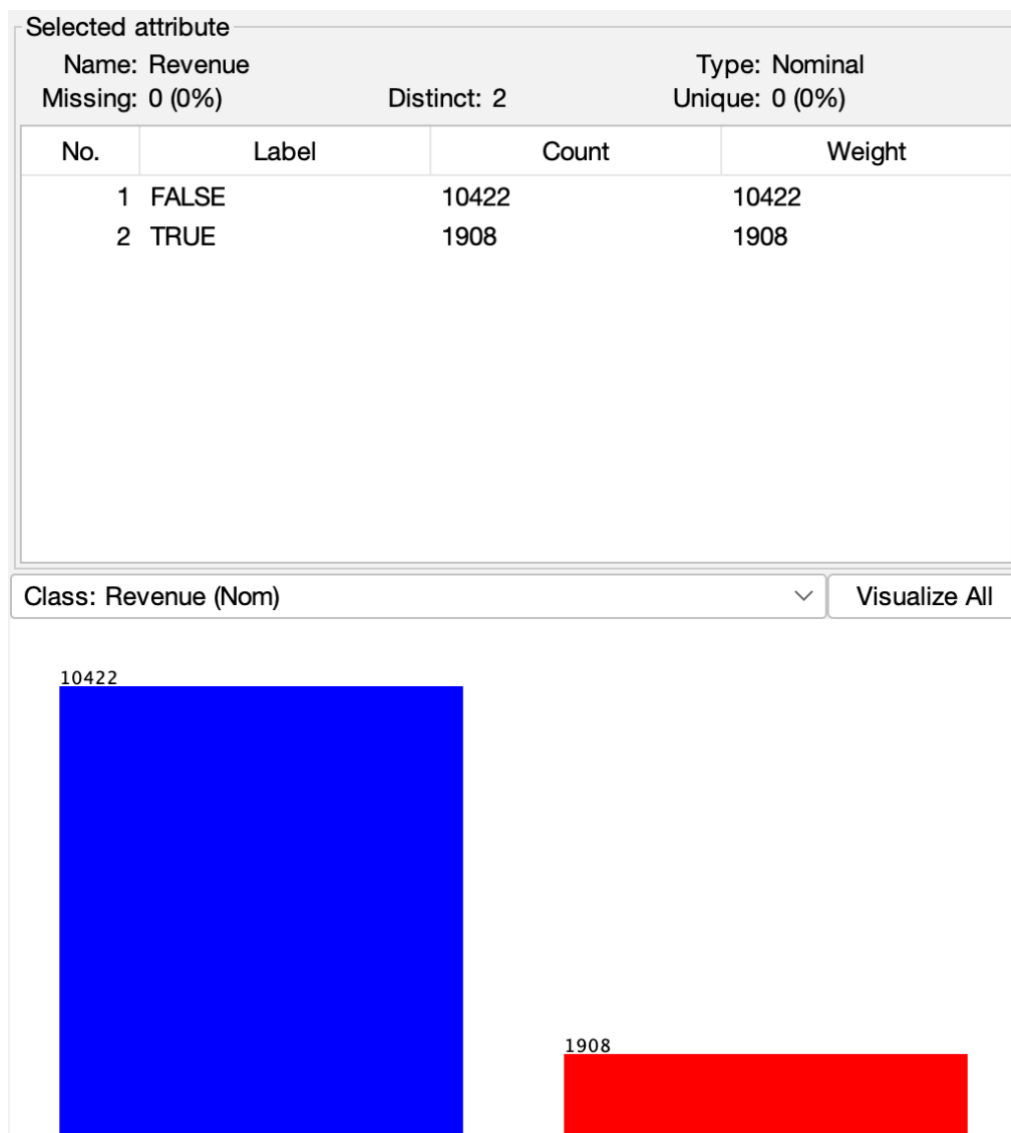 Selected attribute
Name: Revenue Type: Nominal
Missing: 0 (0%) Distinct: 2 Unique: 0 (0%)
No. Label Count Weight
1 FALSE 10422 10422
2 TRUE 1908 1908
Class: Revenue (Nom) Visualize All
10422
1908